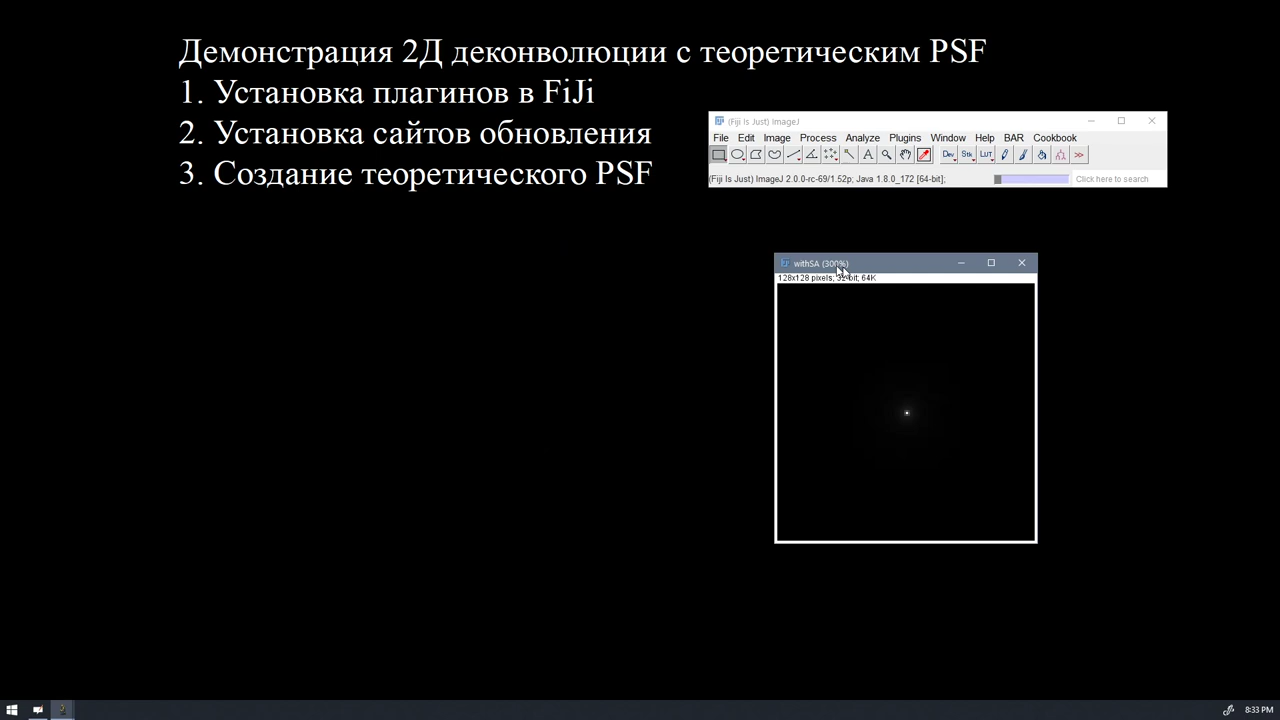 Демонстрация 2Д деконволюции с теоретическим PSF
1. Установка плагинов в FiJi
2. Установка сайтов обновления
3. Создание теоретического PSF
(Fiji Is Just) ImageJ
File Edit Image Process Analyze Plugins Window Help BAR Cookbook
A Dev Stk LUT >>
(Fiji Is Just) ImageJ 2.0.0-rc-69/1.52p; Java 1.8.0_172 [64-bit]; Click here to search
withSA (300%)
128x128 pixels; 32-bit; 64K
8:33 PM